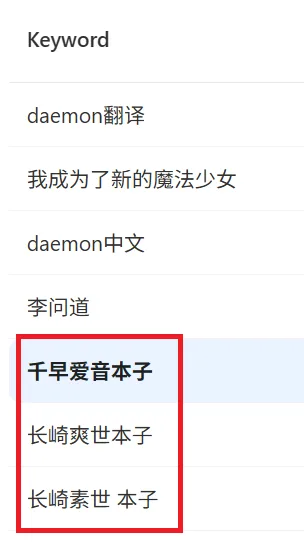 Keyword
daemon翻译
我成为了新的魔法少女
daemon中文
李问道
千早爱音本子
长崎爽世本子
长崎素世 本子